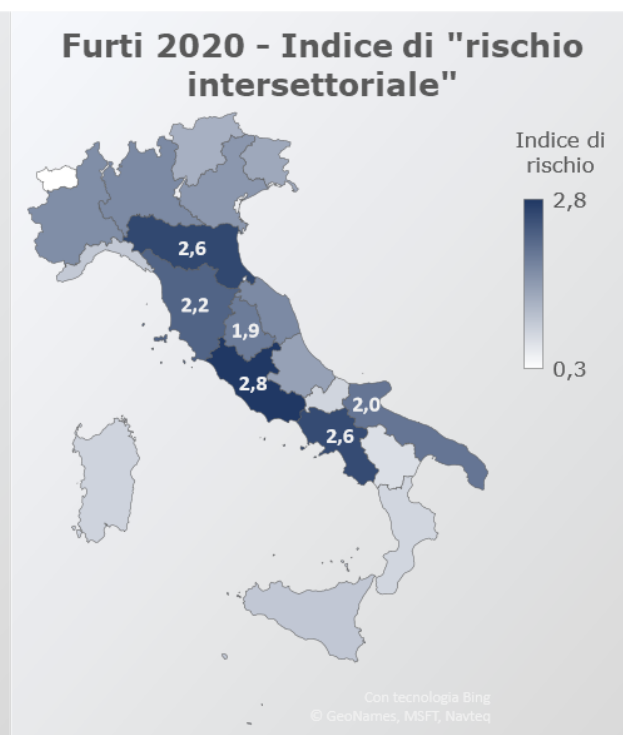 Furti 2020 - Indice di "rischio
intersettoriale"
Indice di
rischio
2,8
0,3
2,6
2,2
1,9
2,8
2,0
2,6
Con tecnologia Bing
© GeoNames, MSFT, Navteq